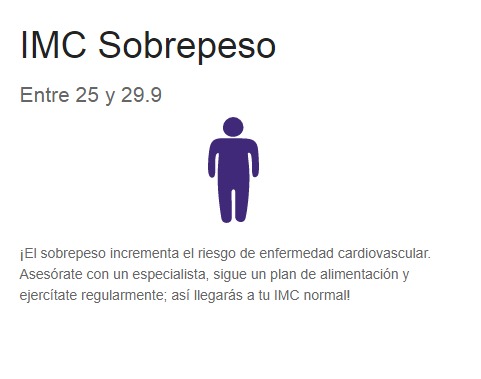 IMC Sobrepeso
Entre 25 y 29.9
¡El sobrepeso incrementa el riesgo de enfermedad cardiovascular.
Asesórate con un especialista, sigue un plan de alimentación y
ejercítate regularmente; así llegarás a tu IMC normal!